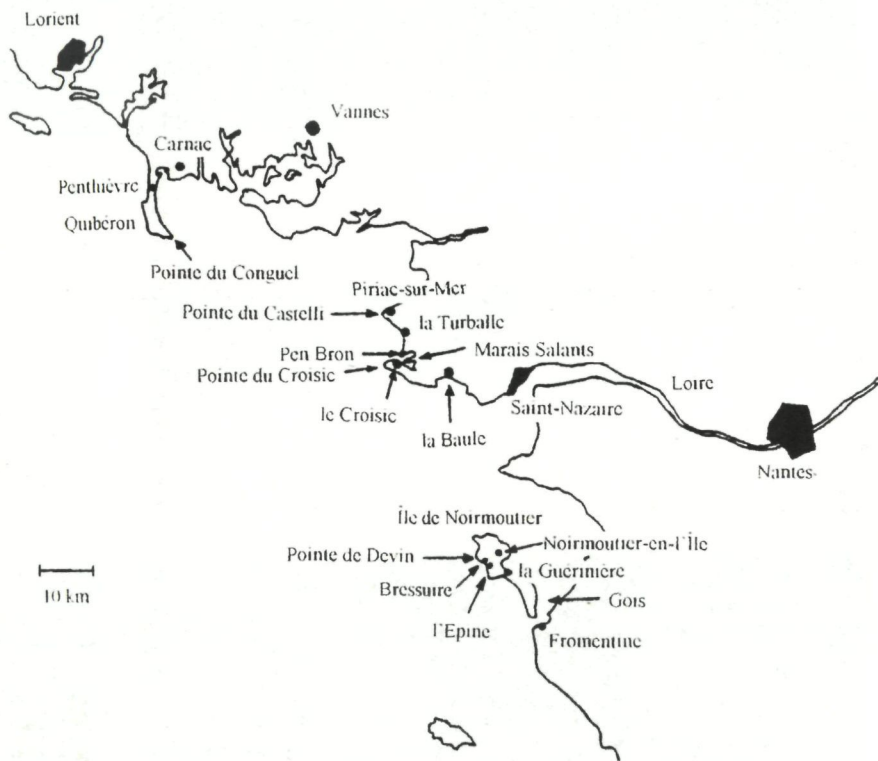 Lorient
Vannes
Carnac
Penthièvre
Quibéron
Pointe du Conguel
Piriac-sur-Mer
Pointe du Castelli
la Turballe
Pen Bron
Marais Salants
Pointe du Croisic
Loire
le Croisic
Saint-Nazaire
la Baule
Nantes
Île de Noirmoutier
Noirmoutier-en-l'Île
Pointe de Devin
la Guérinière
Bressuire
10 km
Gois
l'Epine
Fromentine